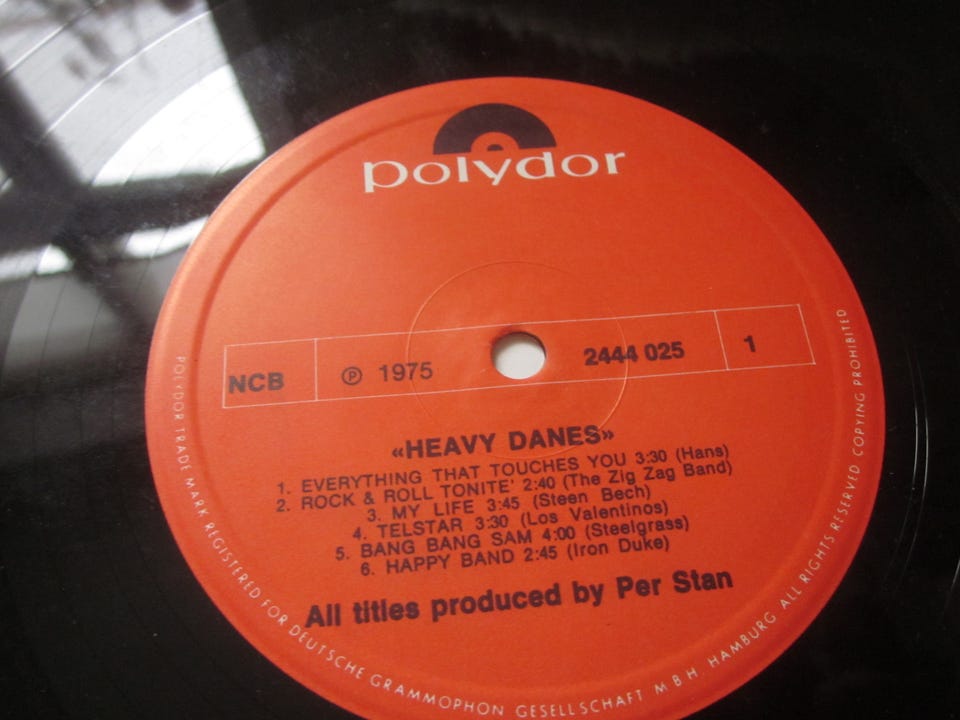 polydor
NCB
℗ 1975
2444 025
1
«HEAVY DANES»
1. EVERYTHING THAT TOUCHES YOU 3:30 (Hans)
2. ROCK & ROLL TONITE' 2:40 (The Zig Zag Band)
3. MY LIFE 3:45 (Steen Bech)
4. TELSTAR 3:30 (Los Valentinos)
5. BANG BANG SAM 4:00 (Steelgrass)
6. HAPPY BAND 2:45 (Iron Duke)
All titles produced by Per Stan
POLYDOR TRADE MARK REGISTERED FOR DEUTSCHE GRAMMOPHON GESELLSCHAFT M B H, HAMBURG ALL RIGHTS RESERVED COPYING PROHIBITED